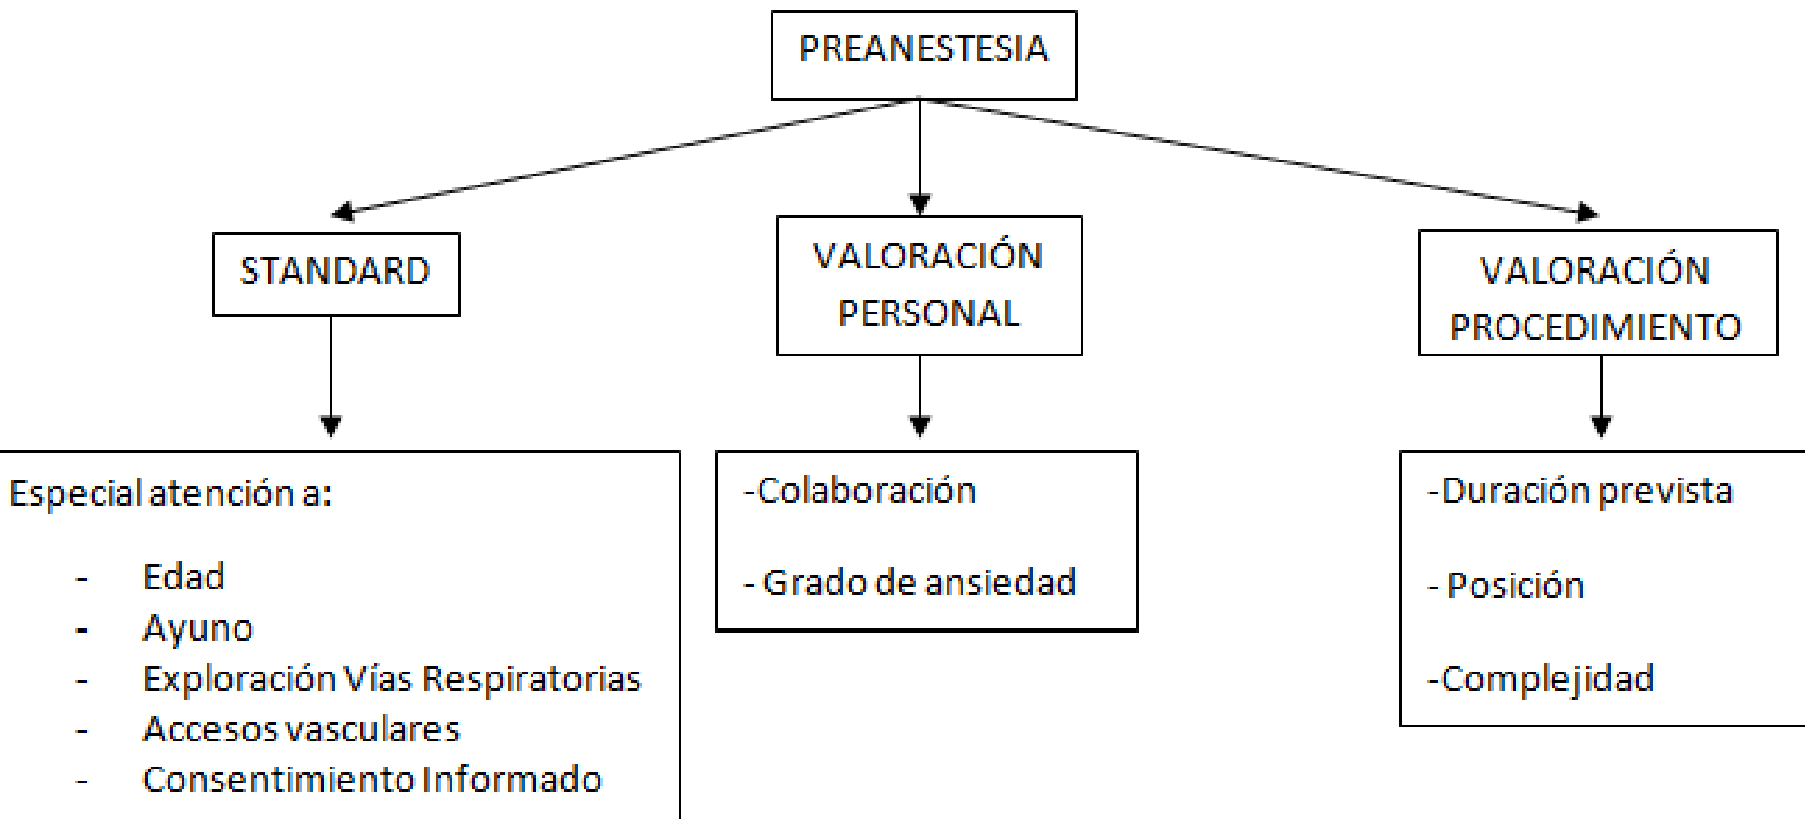 PREANESTESIA
STANDARD
VALORACIÓN
PERSONAL
VALORACIÓN
PROCEDIMIENTO
Especial atención a:
- Edad
- Ayuno
- Exploración Vías Respiratorias
- Accesos vasculares
- Consentimiento Informado
-Colaboración
- Grado de ansiedad
-Duración prevista
- Posición
-Complejidad